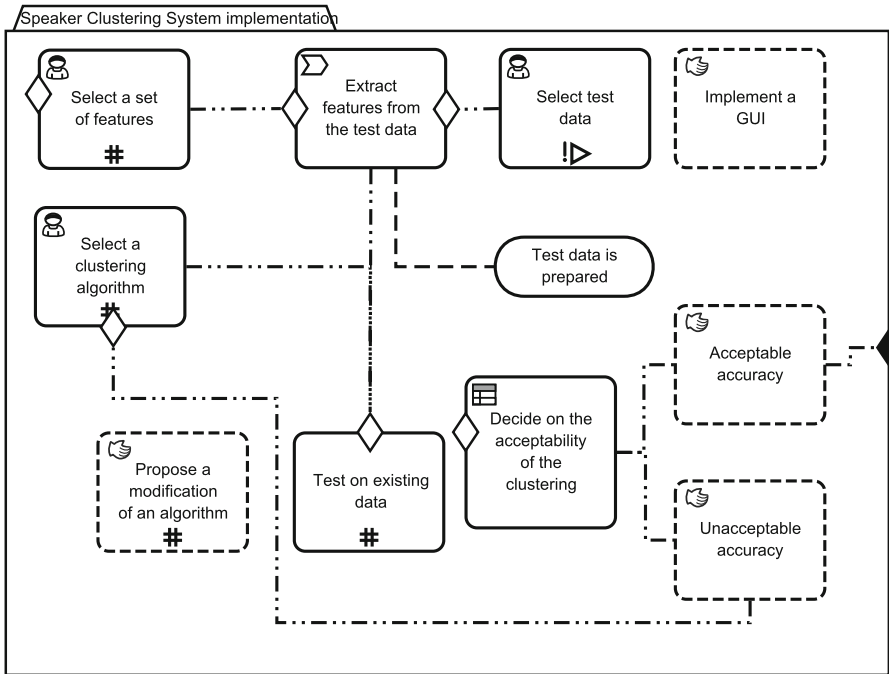 Speaker Clustering System implementation
Select a set
of features
Extract
features from
the test data
Select test
data
Implement a
GUI
Select a
clustering
algorithm
Test data is
prepared
Acceptable
accuracy
Decide on the
acceptability
of the
clustering
Propose a
modification
of an algorithm
Test on existing
data
Unacceptable
accuracy